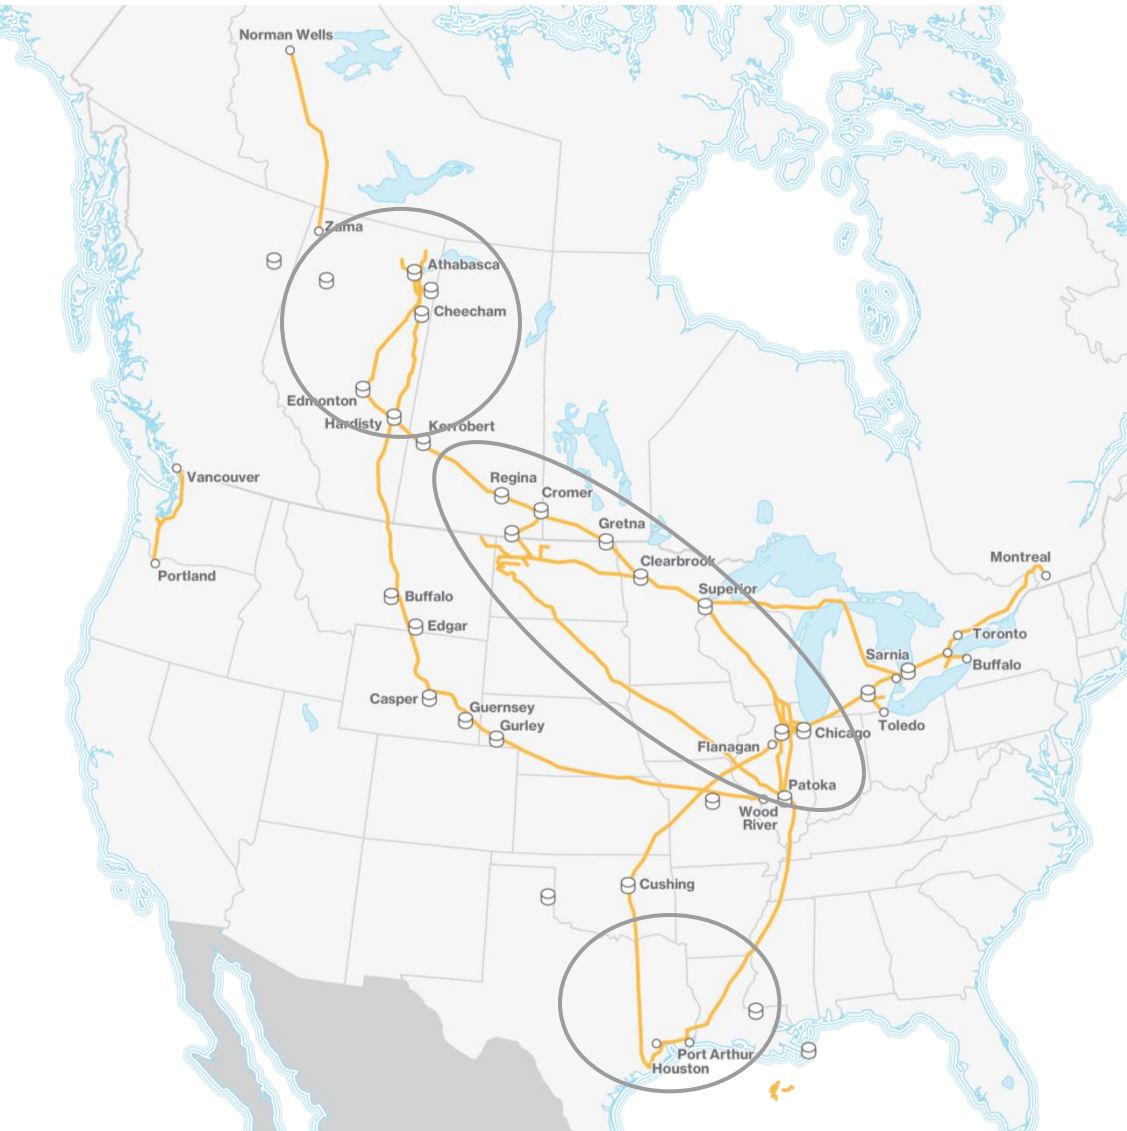 Norman Wells
Zama
Athabasca
Cheecham
Edmonton
Hardisty
Kerrobert
Vancouver
Regina
Cromer
Gretna
Clearbrook
Montreal
Portland
Superior
Buffalo
Edgar
Toronto
Sarnia
Buffalo
Casper
Guernsey
Gurley
Toledo
Chicago
Flanagan
Patoka
Wood
River
Cushing
Port Arthur
Houston